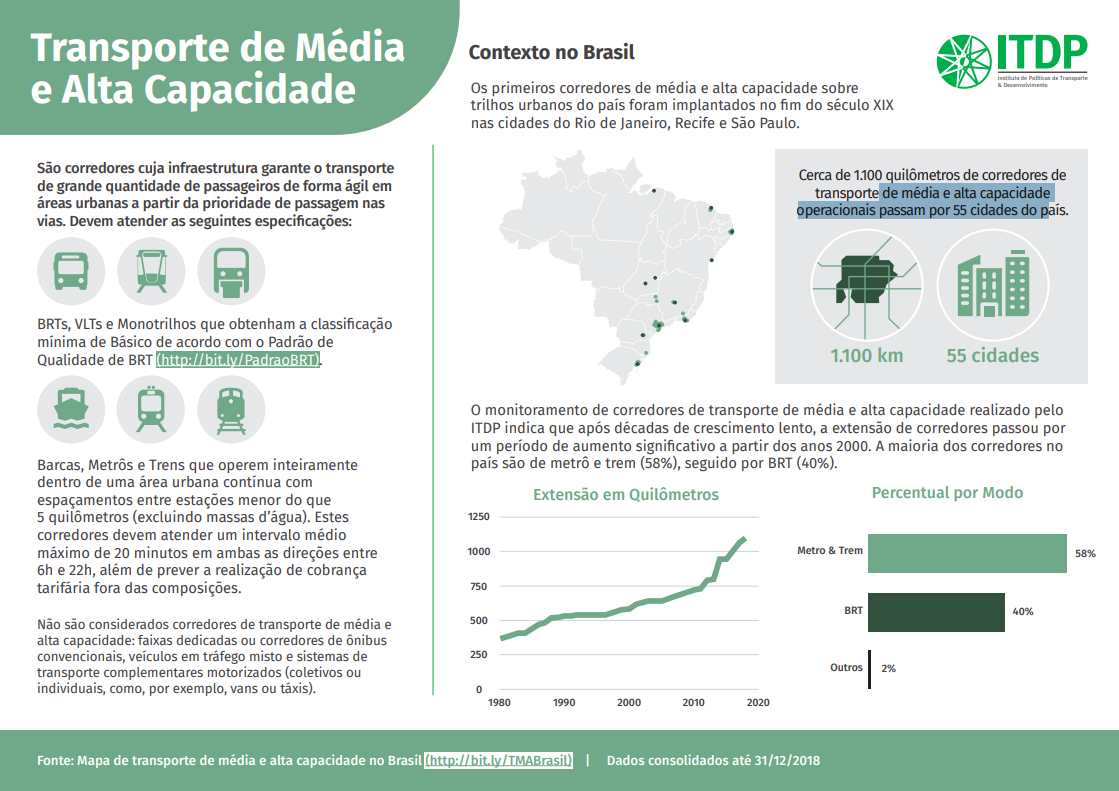 Transporte de Média
e Alta Capacidade
São corredores cuja infraestrutura garante o transporte
de grande quantidade de passageiros de forma ágil em
áreas urbanas a partir da prioridade de passagem nas
vias. Devem atender as seguintes especificações:
BRTs, VLTs e Monotrilhos que obtenham a classificação
mínima de Básico de acordo com o Padrão de
Qualidade de BRT (http://bit.ly/PadraoBRT).
Barcas, Metrôs e Trens que operem inteiramente
dentro de uma área urbana contínua com
espaçamentos entre estações menor do que
5 quilômetros (excluindo massas d’água). Estes
corredores devem atender um intervalo médio
máximo de 20 minutos em ambas as direções entre
6h e 22h, além de prever a realização de cobrança
tarifária fora das composições.
Não são considerados corredores de transporte de média e
alta capacidade: faixas dedicadas ou corredores de ônibus
convencionais, veículos em tráfego misto e sistemas de
transporte complementares motorizados (coletivos ou
individuais, como, por exemplo, vans ou táxis).
Contexto no Brasil
Os primeiros corredores de média e alta capacidade sobre
trilhos urbanos do país foram implantados no fim do século XIX
nas cidades do Rio de Janeiro, Recife e São Paulo.
ITDP
Instituto de Políticas de Transporte
& Desenvolvimento
Cerca de 1.100 quilômetros de corredores de
transporte de média e alta capacidade
operacionais passam por 55 cidades do país.
1.100 km
55 cidades
O monitoramento de corredores de transporte de média e alta capacidade realizado pelo
ITDP indica que após décadas de crescimento lento, a extensão de corredores passou por
um período de aumento significativo a partir dos anos 2000. A maioria dos corredores no
país são de metrô e trem (58%), seguido por BRT (40%).
Extensão em Quilômetros
1250
1000
750
500
250
0
1980 1990 2000 2010 2020
Percentual por Modo
Metro & Trem 58%
BRT 40%
Outros 2%
Fonte: Mapa de transporte de média e alta capacidade no Brasil (http://bit.ly/TMABrasil) | Dados consolidados até 31/12/2018